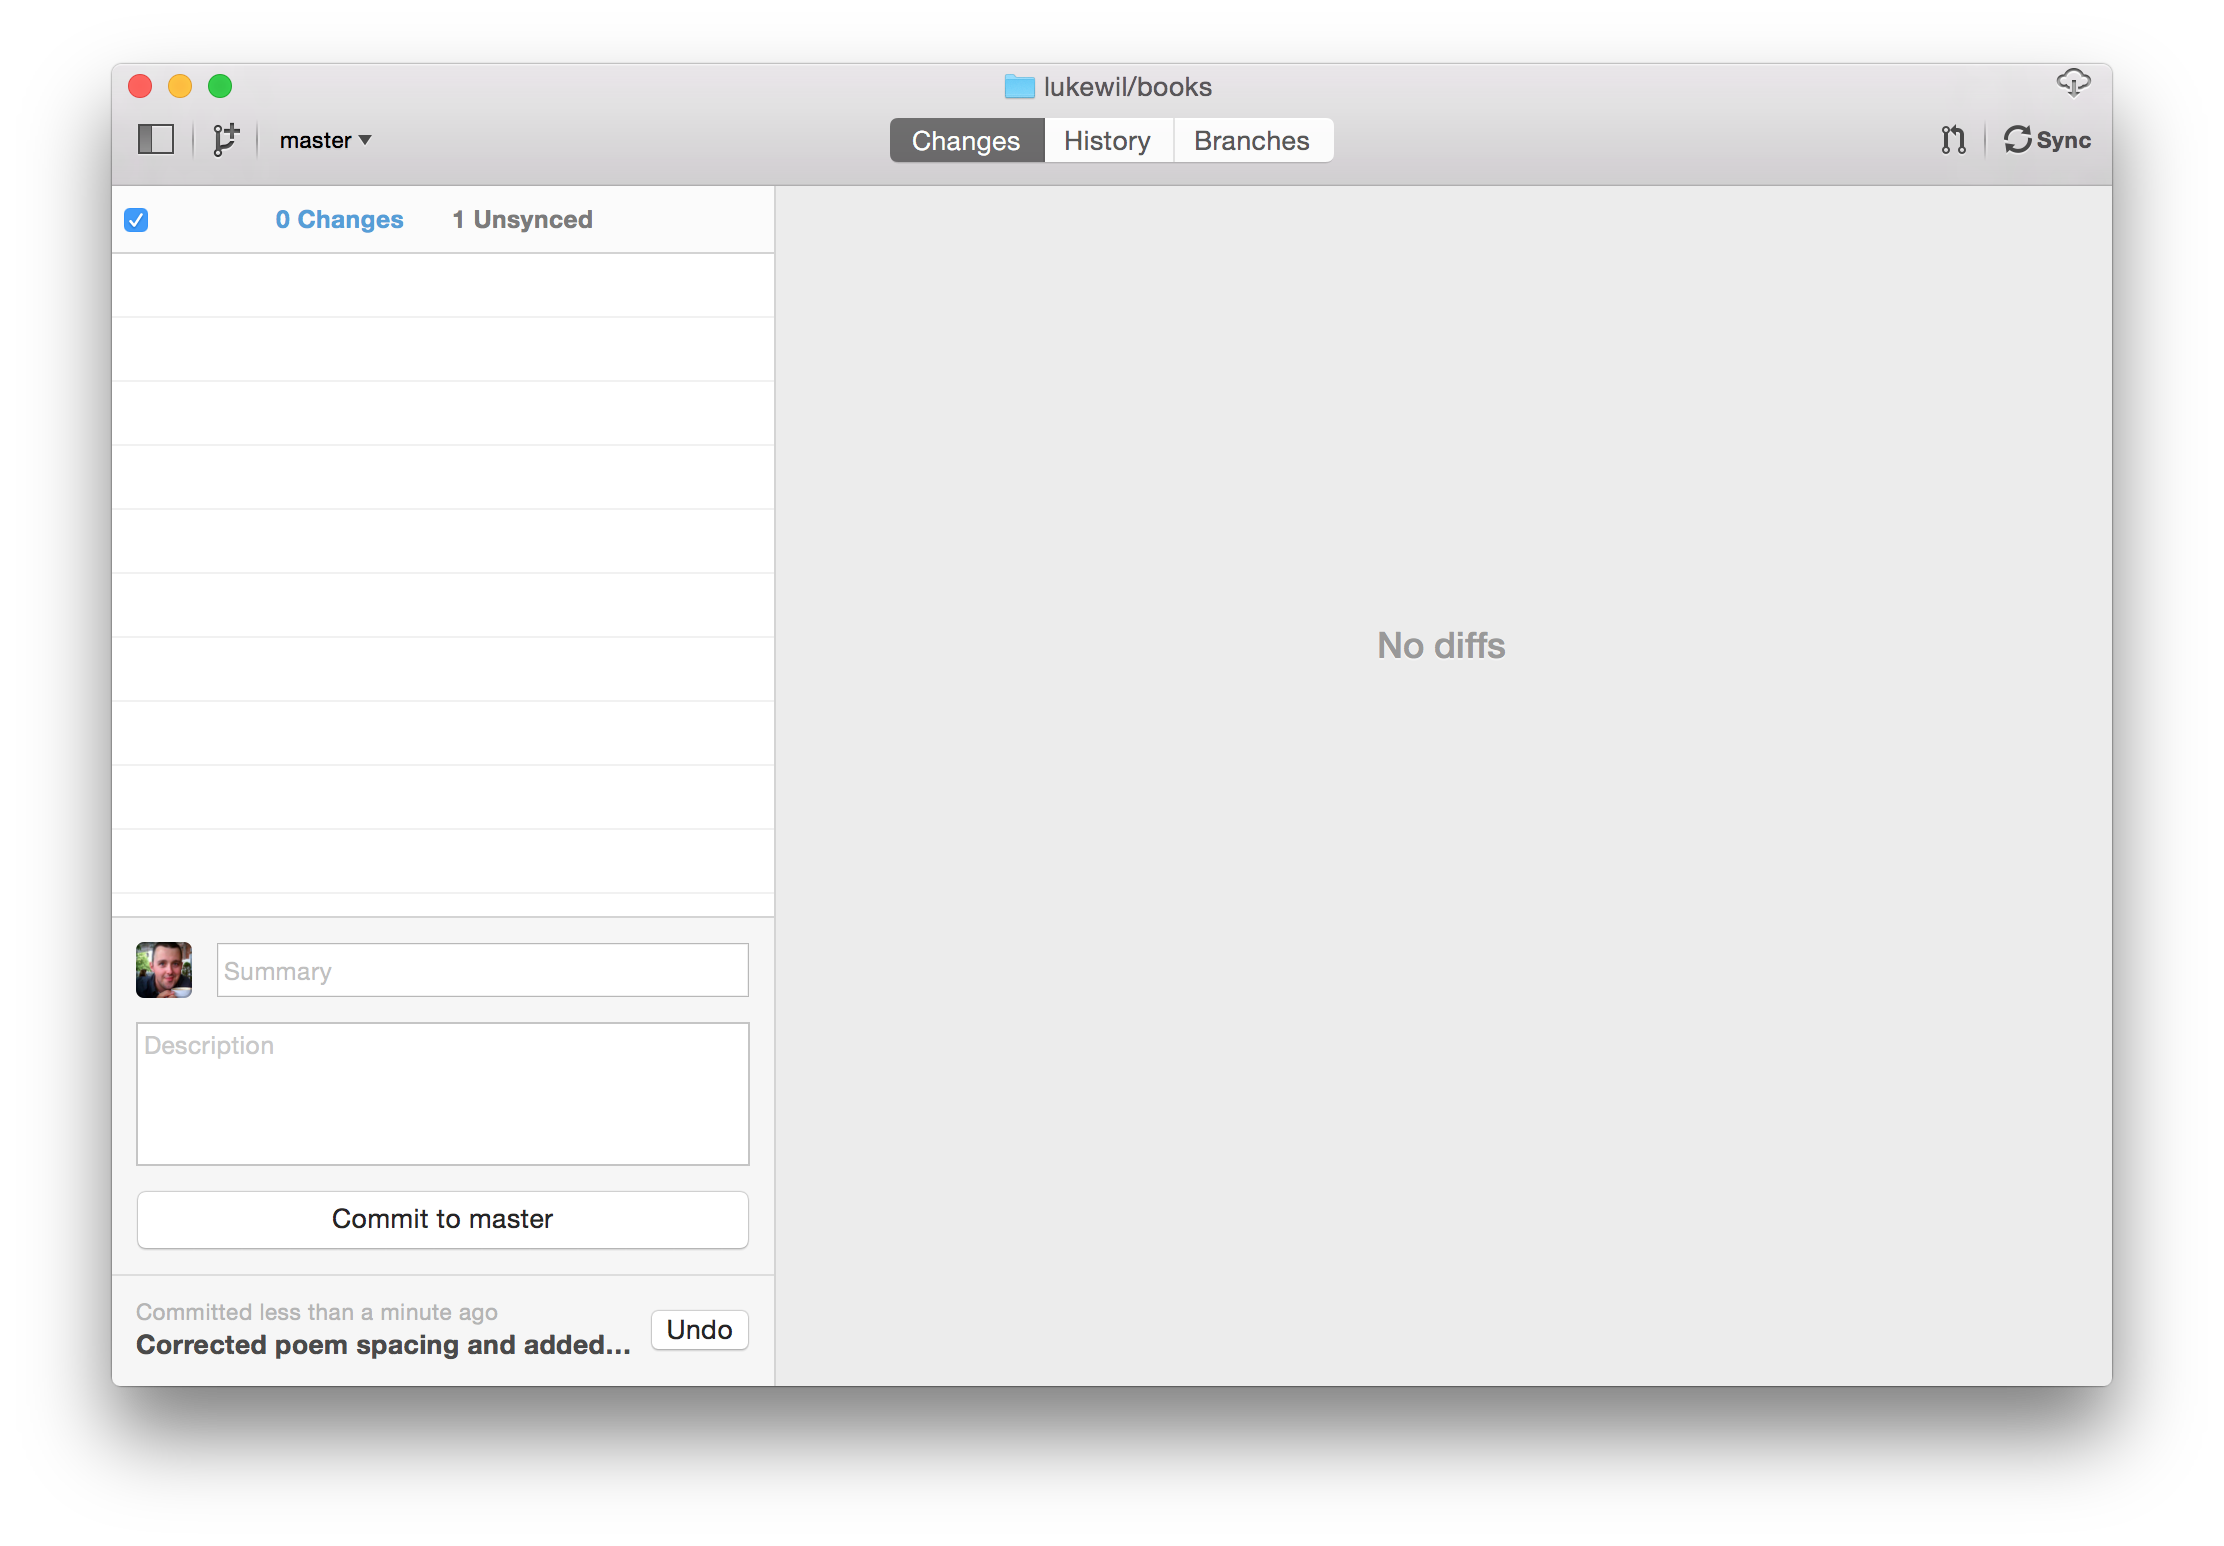 lukewil/books
master
Changes
History
Branches
Sync
0 Changes
1 Unsynced
No diffs
Summary
Description
Commit to master
Committed less than a minute ago
Corrected poem spacing and added...
Undo